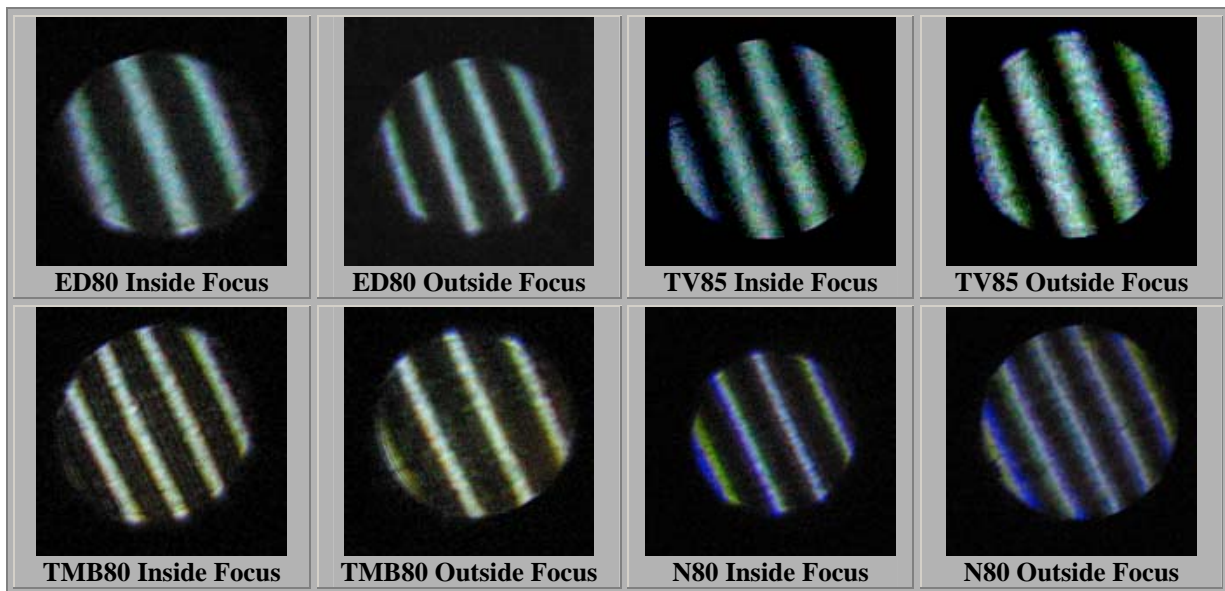 ED80 Inside Focus
ED80 Outside Focus
TV85 Inside Focus
TV85 Outside Focus
TMB80 Inside Focus
TMB80 Outside Focus
N80 Inside Focus
N80 Outside Focus